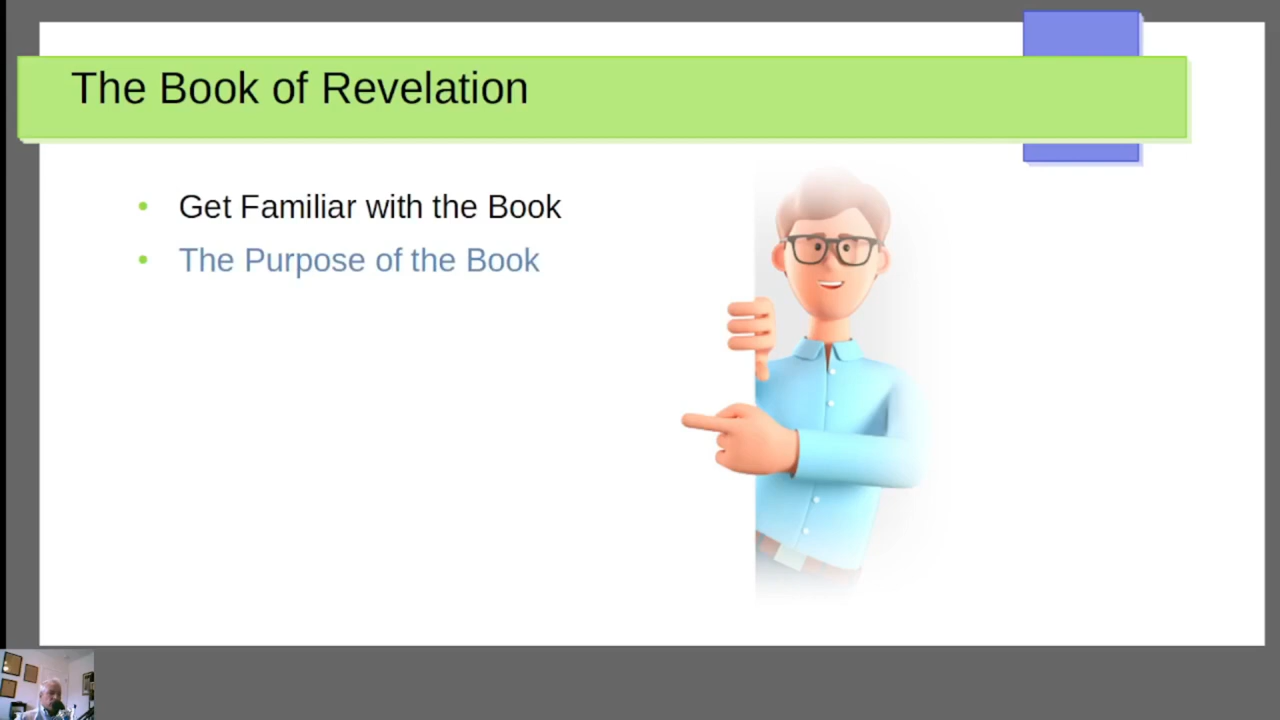 The Book of Revelation
Get Familiar with the Book
The Purpose of the Book